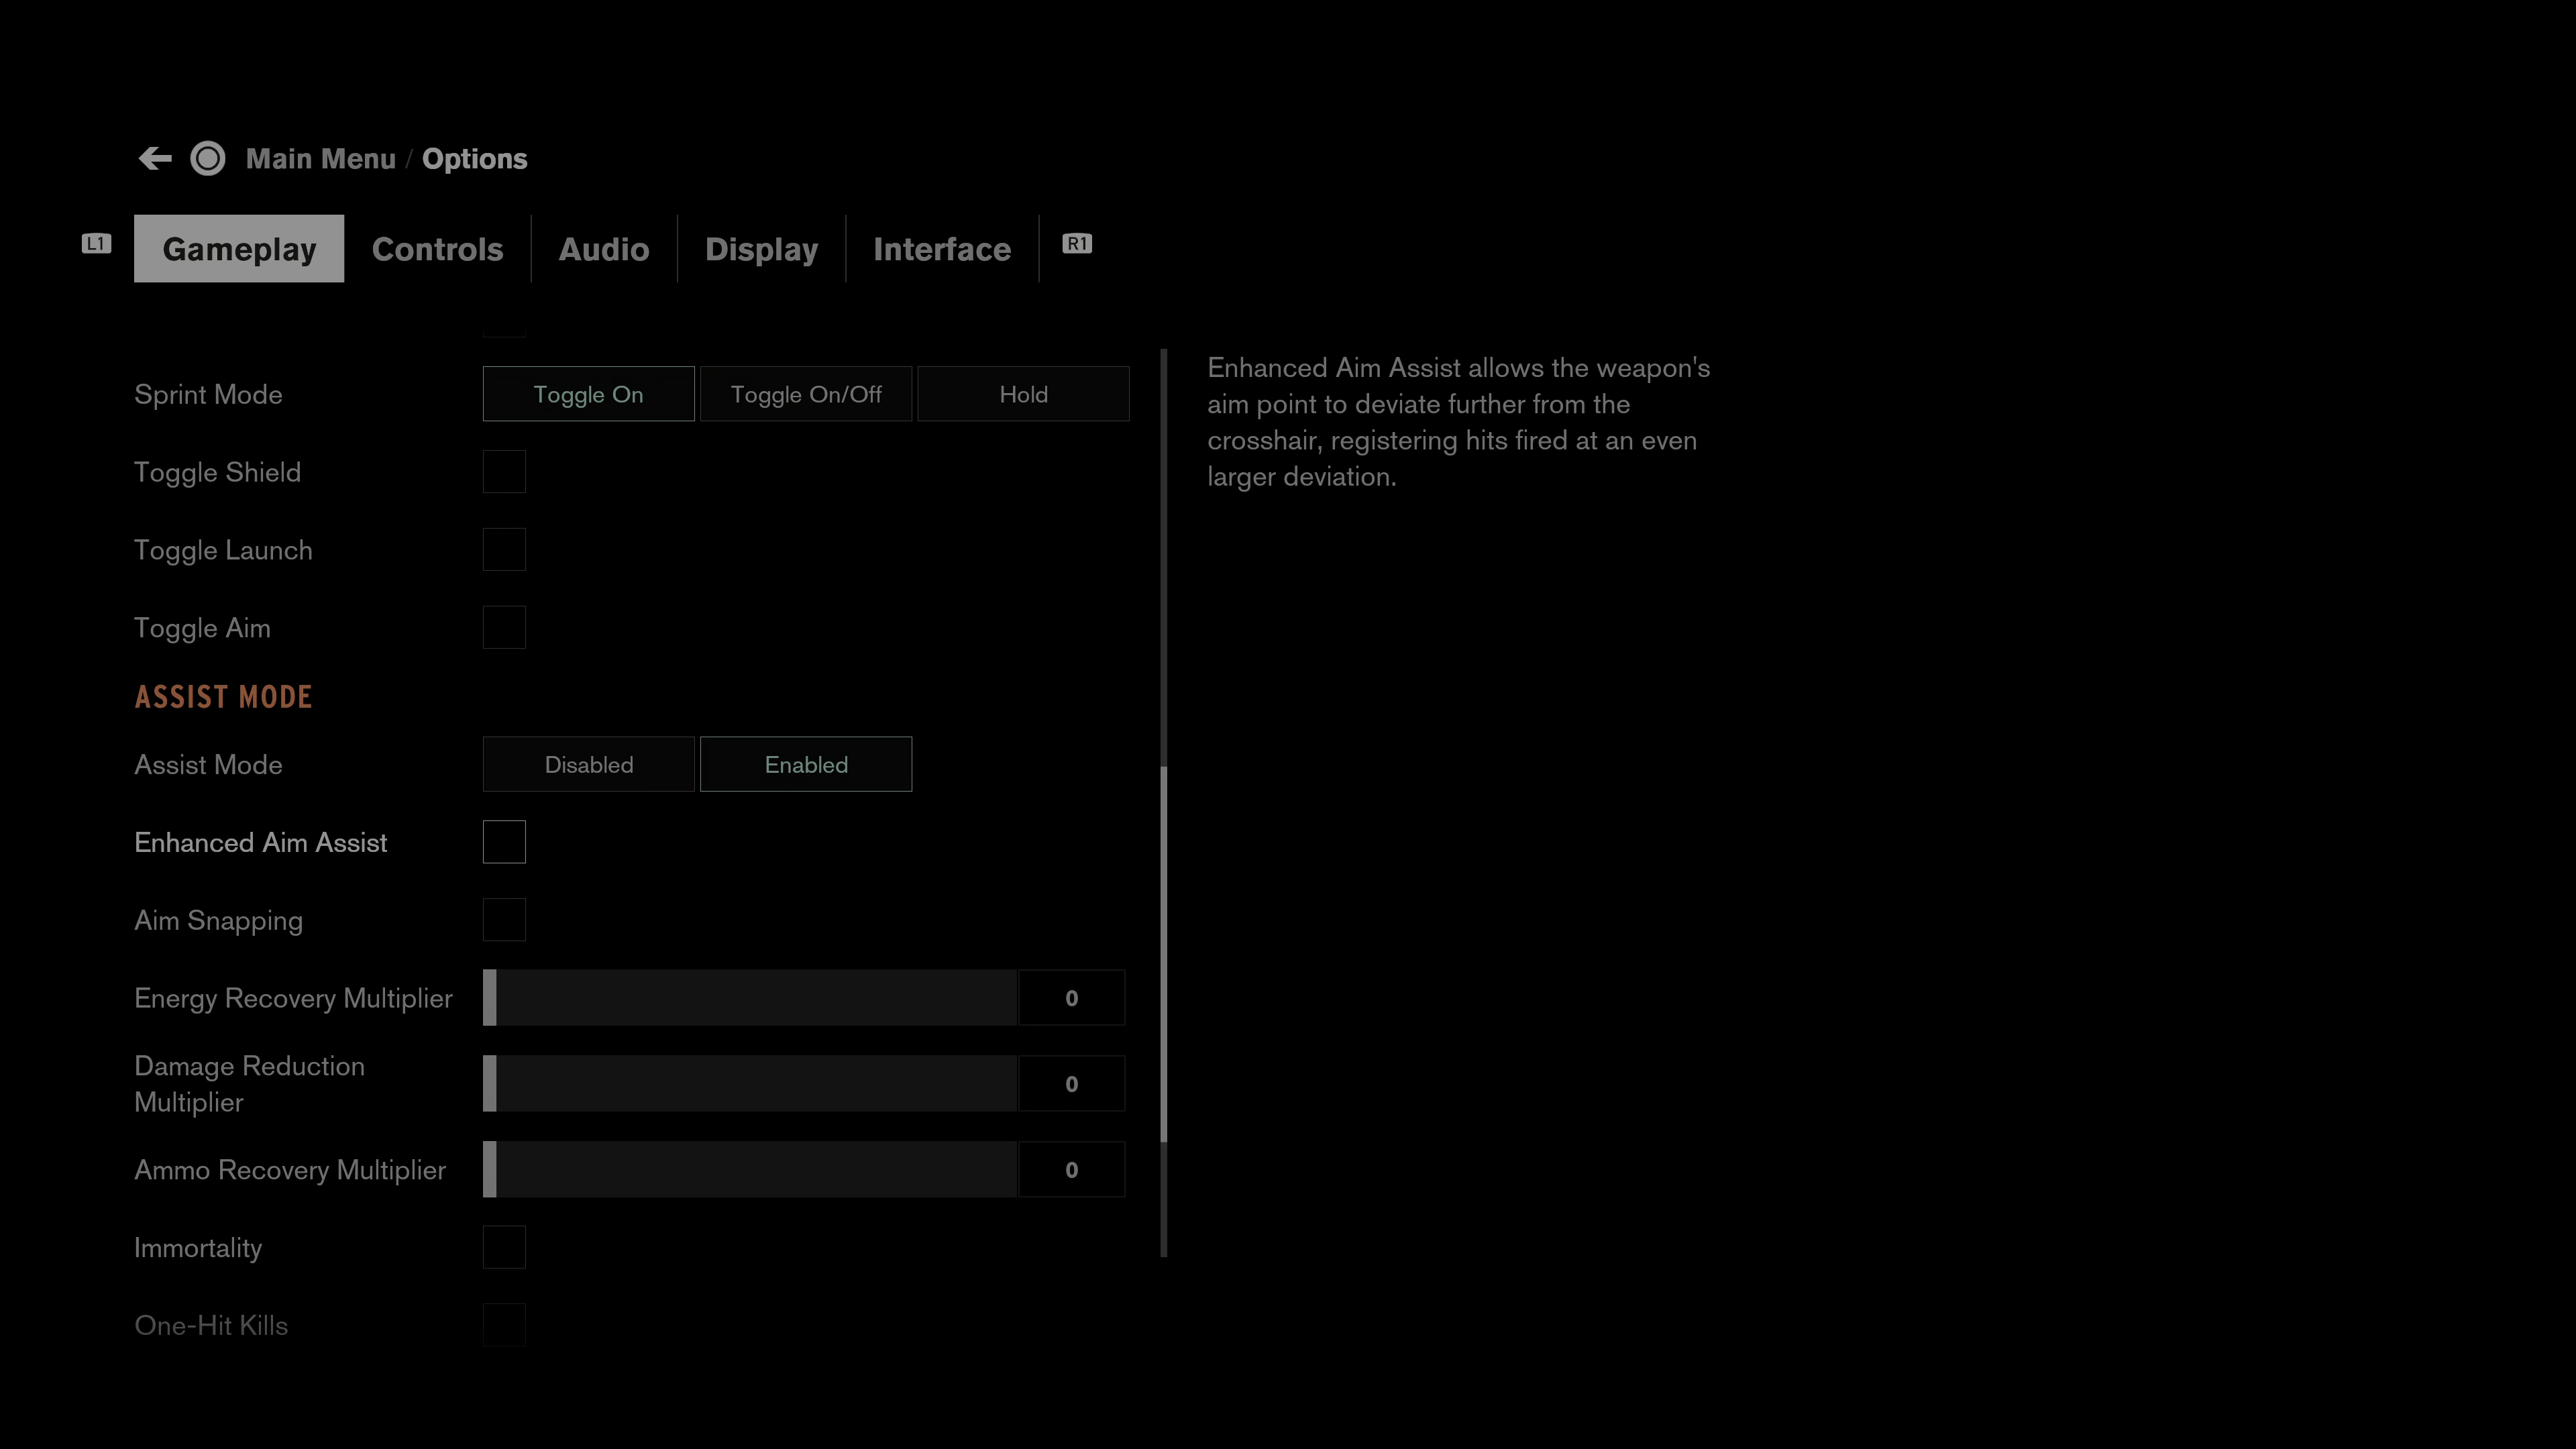 Main Menu / Options
L1 Gameplay Controls Audio Display Interface R1
Sprint Mode Toggle On Toggle On/Off Hold
Toggle Shield
Toggle Launch
Toggle Aim
ASSIST MODE
Assist Mode Disabled Enabled
Enhanced Aim Assist
Aim Snapping
Energy Recovery Multiplier 0
Damage Reduction
Multiplier 0
Ammo Recovery Multiplier 0
Immortality
One-Hit Kills
Enhanced Aim Assist allows the weapon's
aim point to deviate further from the
crosshair, registering hits fired at an even
larger deviation.